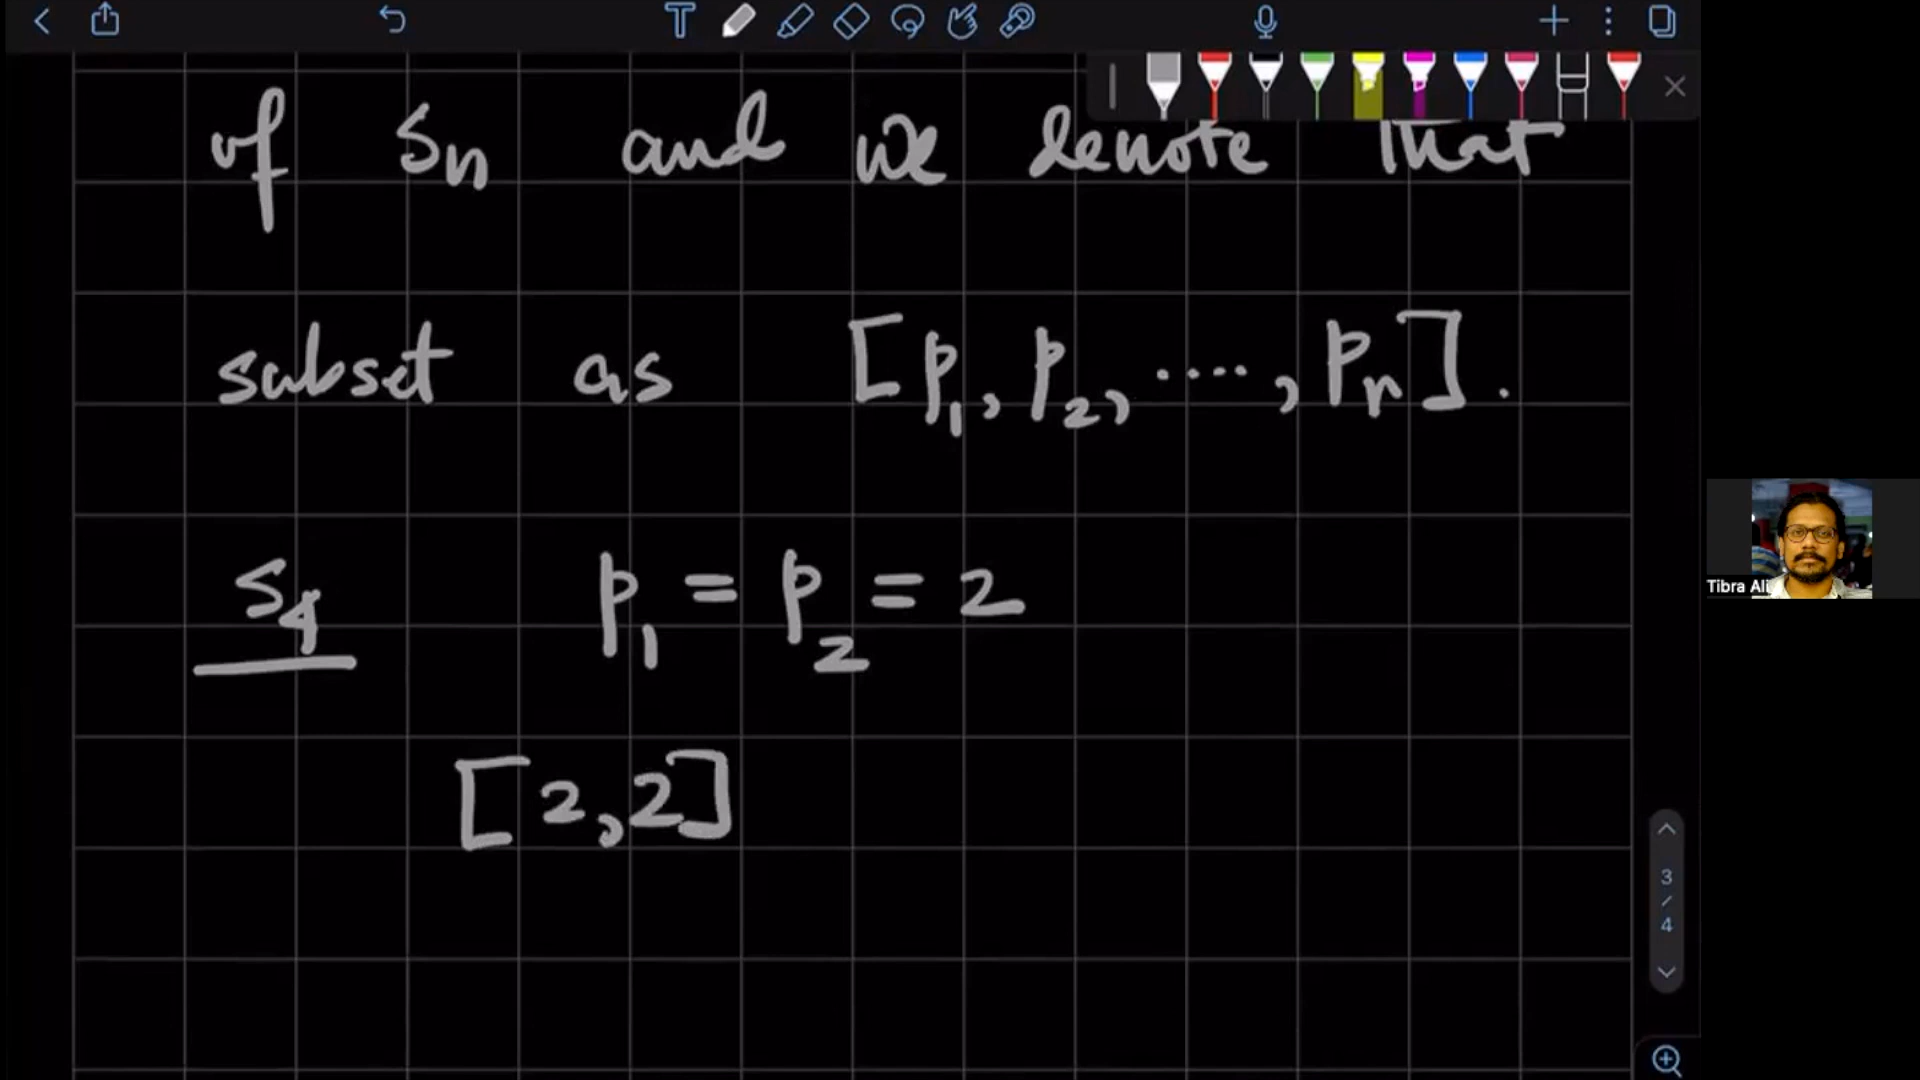 of Sn and we denote that
subset as [p1, p2, ...., pn].
S4 p1 = p2 = 2
[2,2]
3
/
4
Tibra Ali